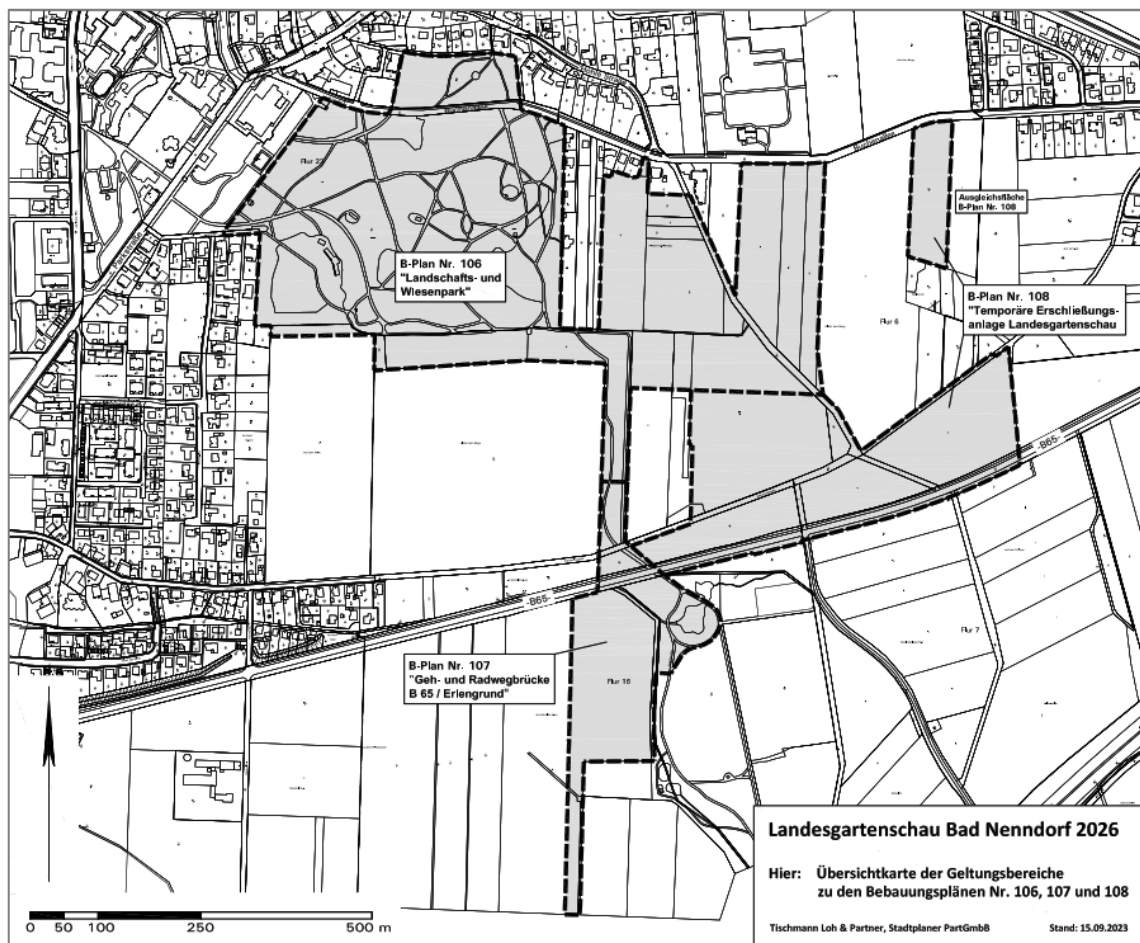 Flur 22
B-Plan Nr. 106
"Landschafts- und
Wiesenpark"
Parkstraße
Ausgleichsfläche
B-Plan Nr. 108
B-Plan Nr. 108
"Temporäre Erschließungs-
anlage Landesgartenschau
Flur 6
-B65-
-B65-
B-Plan Nr. 107
"Geh- und Radwegbrücke
B 65 / Erlengrund"
Flur 16
Flur 7
0 50 100 250 500 m
Landesgartenschau Bad Nenndorf 2026
Hier: Übersichtkarte der Geltungsbereiche
zu den Bebauungsplänen Nr. 106, 107 und 108
Tischmann Loh & Partner, Stadtplaner PartGmbB Stand: 15.09.2023